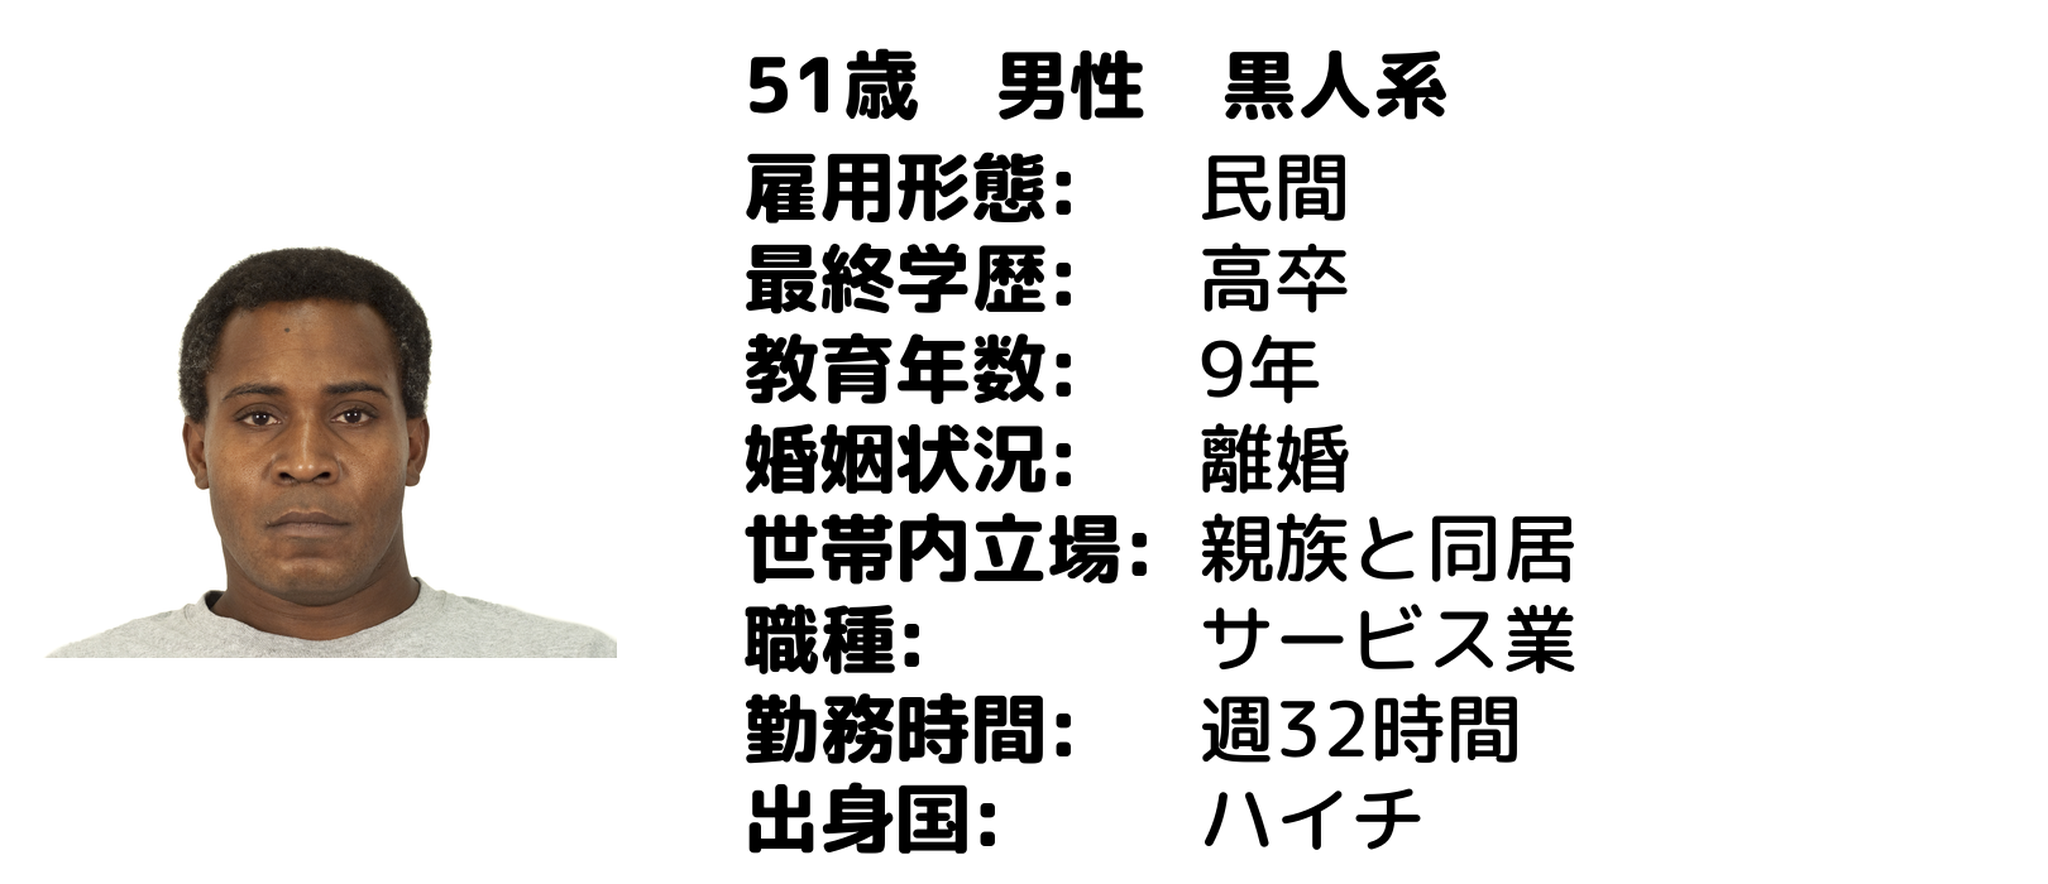 51歳　男性　黒人系
雇用形態:　民間
最終学歴:　高卒
教育年数:　9年
婚姻状況:　離婚
世帯内立場:　親族と同居
職種:　サービス業
勤務時間:　週32時間
出身国:　ハイチ